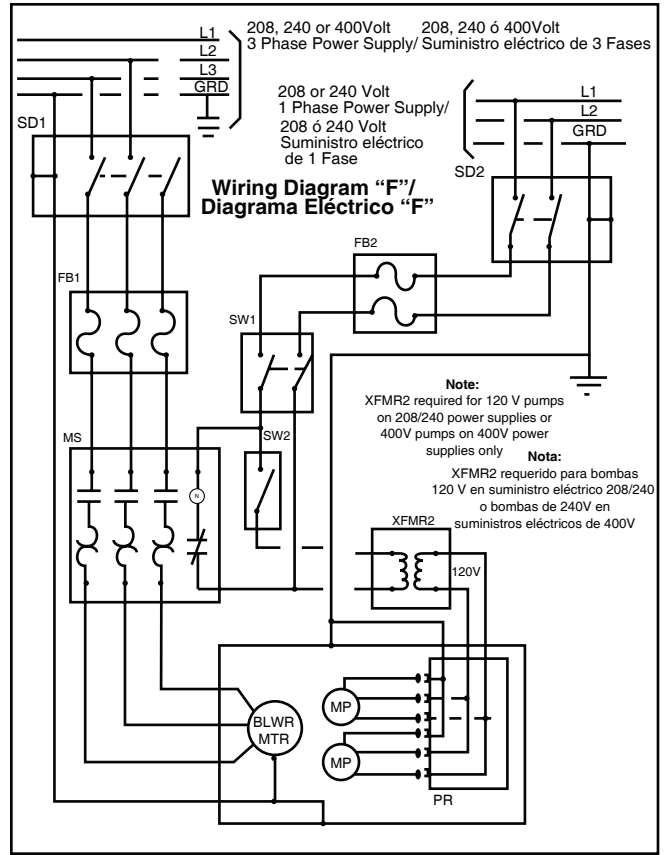 L1
L2
L3
GRD
208, 240 or 400Volt
3 Phase Power Supply/
208, 240 ó 400Volt
Suministro eléctrico de 3 Fases
208 or 240 Volt
1 Phase Power Supply/
208 ó 240 Volt
Suministro eléctrico
de 1 Fase
L1
L2
GRD
SD1
SD2
Wiring Diagram “F”/
Diagrama Eléctrico “F”
FB2
FB1
SW1
Note:
XFMR2 required for 120 V pumps
on 208/240 power supplies or
400V pumps on 400V power
supplies only
Nota:
XFMR2 requerido para bombas
120 V en suministro eléctrico 208/240
o bombas de 240V en
suministros eléctricos de 400V
MS
SW2
N
XFMR2
120V
MP
BLWR
MTR
MP
PR